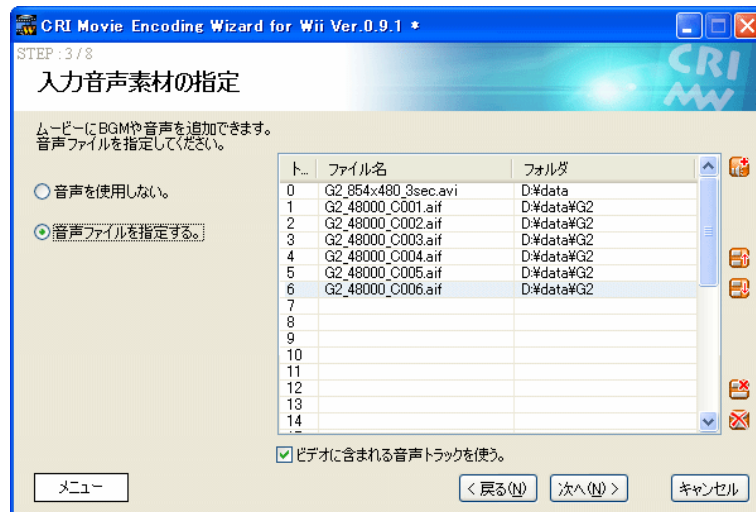 CRI Movie Encoding Wizard for Wii Ver.0.9.1 *
STEP : 3 / 8
入力音声素材の指定
CRI
MW
ムービーにBGMや音声を追加できます。
音声ファイルを指定してください。
音声を使用しない。
音声ファイルを指定する。
ト... ファイル名 フォルダ
0 G2_854x480_3sec.avi D:¥data
1 G2_48000_C001.aif D:¥data¥G2
2 G2_48000_C002.aif D:¥data¥G2
3 G2_48000_C003.aif D:¥data¥G2
4 G2_48000_C004.aif D:¥data¥G2
5 G2_48000_C005.aif D:¥data¥G2
6 G2_48000_C006.aif D:¥data¥G2
7
8
9
10
11
12
13
14
ビデオに含まれる音声トラックを使う。
メニュー
< 戻る(N) 次へ(N) > キャンセル